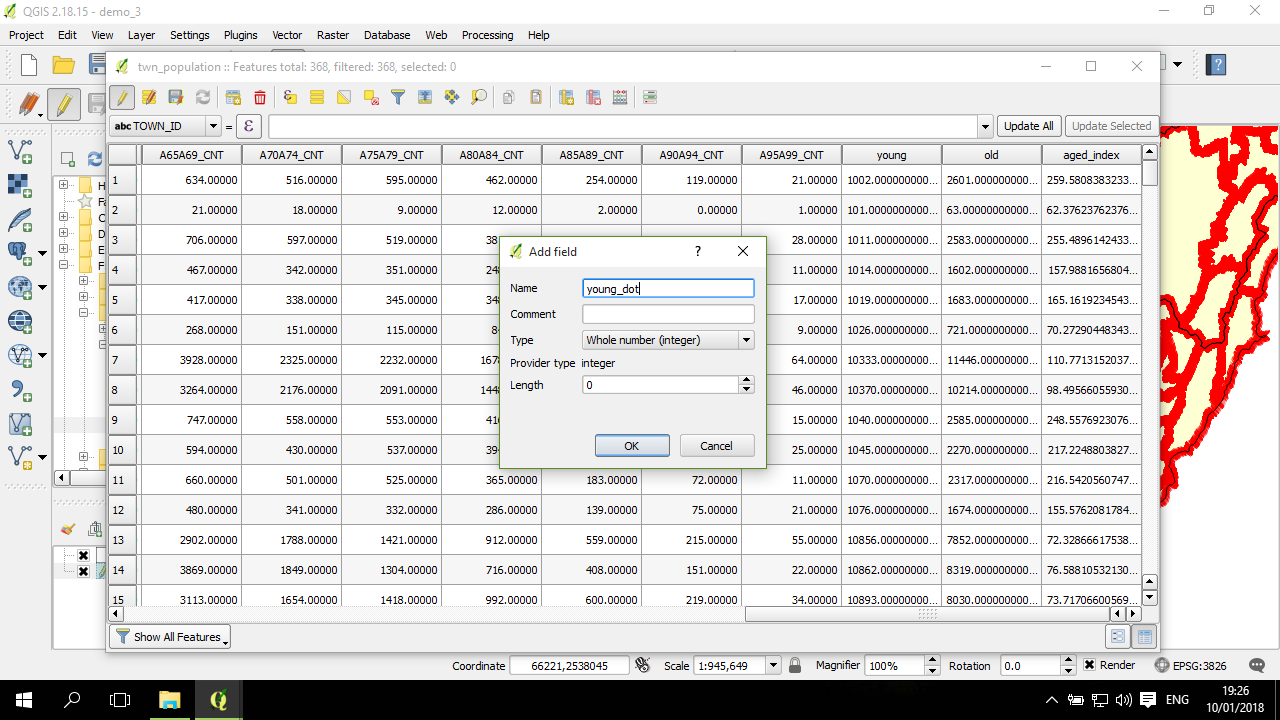 QGIS 2.18.15 - demo_3
Project Edit View Layer Settings Plugins Vector Raster Database Web Processing Help
twn_population :: Features total: 368, filtered: 368, selected: 0
abc TOWN_ID = ε Update All Update Selected
A65A69_CNT A70A74_CNT A75A79_CNT A80A84_CNT A85A89_CNT A90A94_CNT A95A99_CNT young old aged_index
1 634.00000 516.00000 595.00000 462.00000 254.00000 119.00000 21.00000 1002.0000000000... 2601.000000000... 259.5808383233...
2 21.00000 18.00000 9.00000 12.00000 2.00000 0.00000 1.00000 101.0000000000... 63.00000000000... 62.37623762376...
3 706.00000 597.00000 519.00000 38 28.00000 1011.000000000... 2583.000000000... 255.4896142433...
4 467.00000 342.00000 351.00000 248 11.00000 1014.000000000... 1602.000000000... 157.9881656804...
5 417.00000 338.00000 345.00000 348 17.00000 1019.000000000... 1683.000000000... 165.1619234543...
6 268.00000 151.00000 115.00000 8 9.00000 1026.000000000... 721.0000000000... 70.27290448343...
7 3928.00000 2325.00000 2232.00000 1678 64.00000 10333.00000000... 11446.00000000... 110.7713152037...
8 3264.00000 2176.00000 2091.00000 1448 46.00000 10370.00000000... 10214.00000000... 98.49566055930...
9 747.00000 558.00000 553.00000 416 15.00000 1040.000000000... 2585.000000000... 248.5576923076...
10 594.00000 430.00000 537.00000 394 25.00000 1045.000000000... 2270.000000000... 217.2248803827...
11 660.00000 501.00000 525.00000 365.00000 183.00000 72.00000 11.00000 1070.000000000... 2317.000000000... 216.5420560747...
12 480.00000 341.00000 332.00000 286.00000 139.00000 75.00000 21.00000 1076.000000000... 1674.000000000... 155.5762081784...
13 2902.00000 1788.00000 1421.00000 912.00000 559.00000 215.00000 55.00000 10856.00000000... 7852.000000000... 72.32866617538...
14 3869.00000 1849.00000 1304.00000 716.00000 408.00000 151.00000 22.00000 10862.00000000... 8319.000000000... 76.58810532130...
15 3113.00000 1654.00000 1418.00000 992.00000 600.00000 219.00000 34.00000 10893.00000000... 8030.000000000... 73.71706600569...
Add field ?
Name young_dot
Comment
Type Whole number (integer)
Provider type integer
Length 0
OK Cancel
Show All Features
Coordinate 66221,2538045 Scale 1:945,649 Magnifier 100% Rotation 0.0 Render EPSG:3826
ENG
19:26
10/01/2018